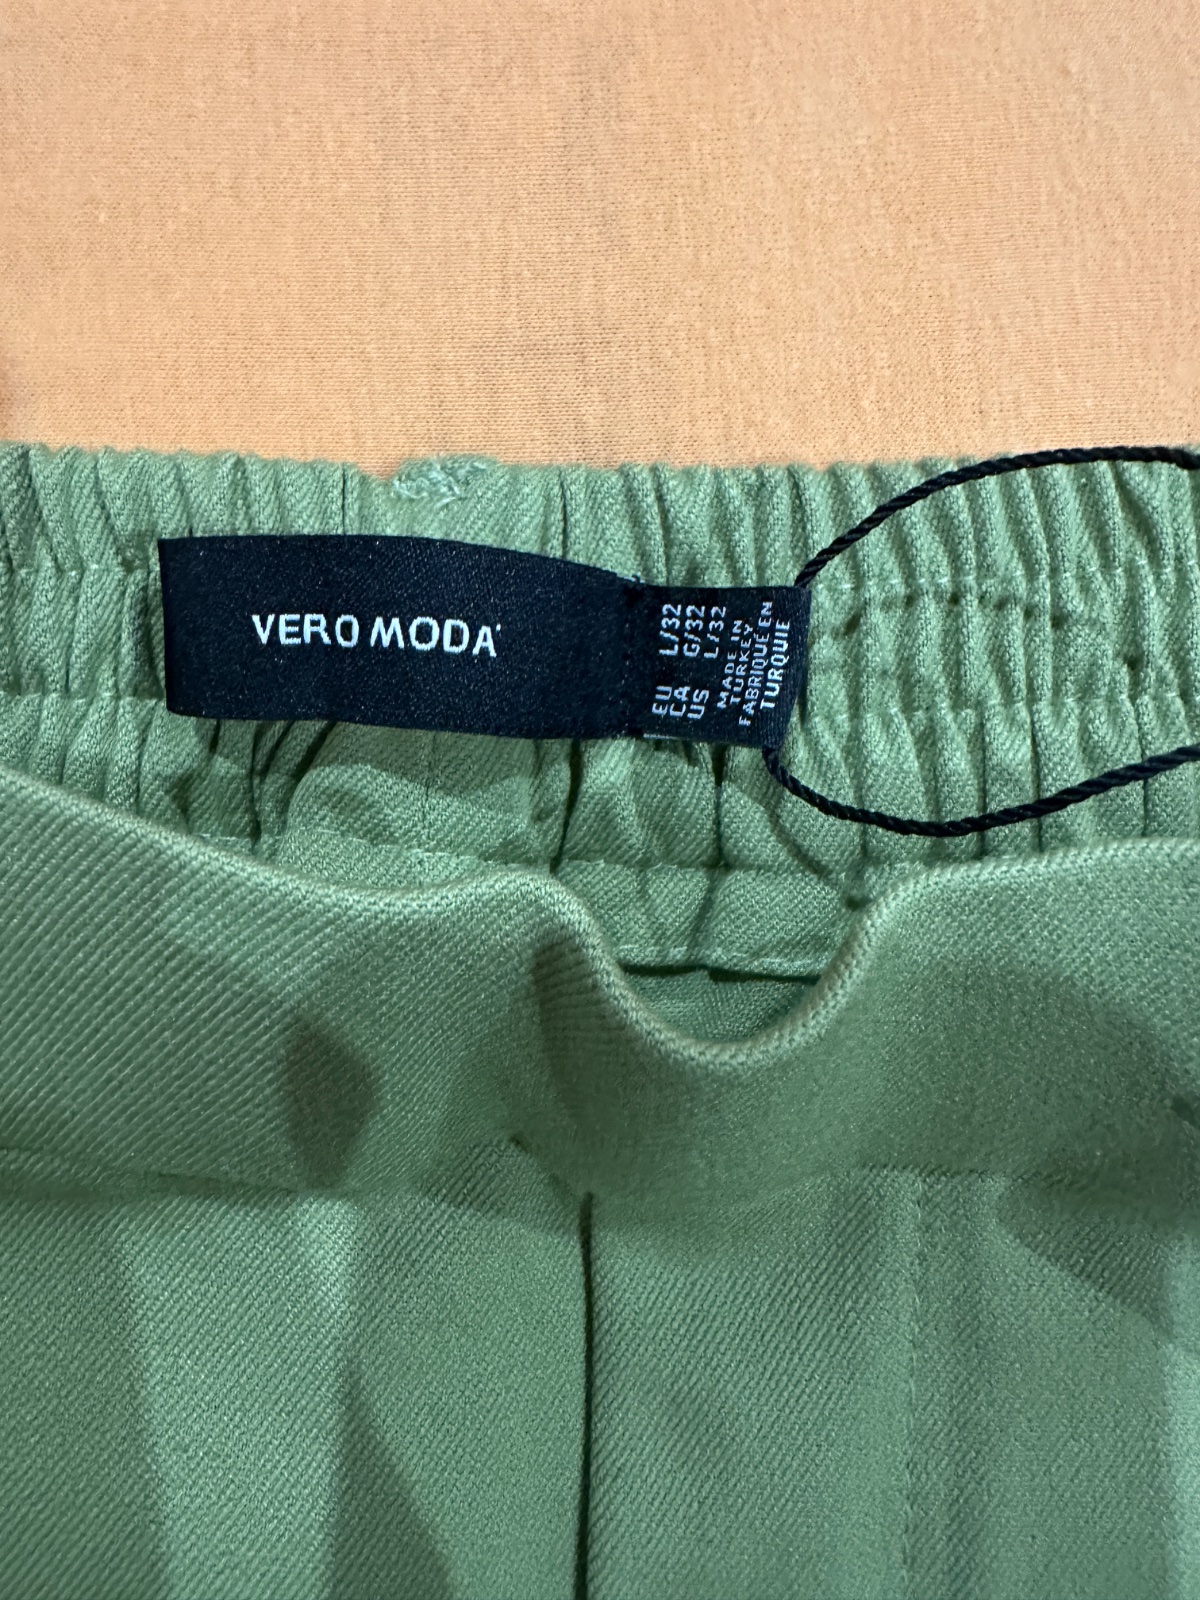 VERO MODA
EU L/32
CA G/32
US L/32
MADE IN
TURKEY
FABRIQUÉ EN
TURQUIE